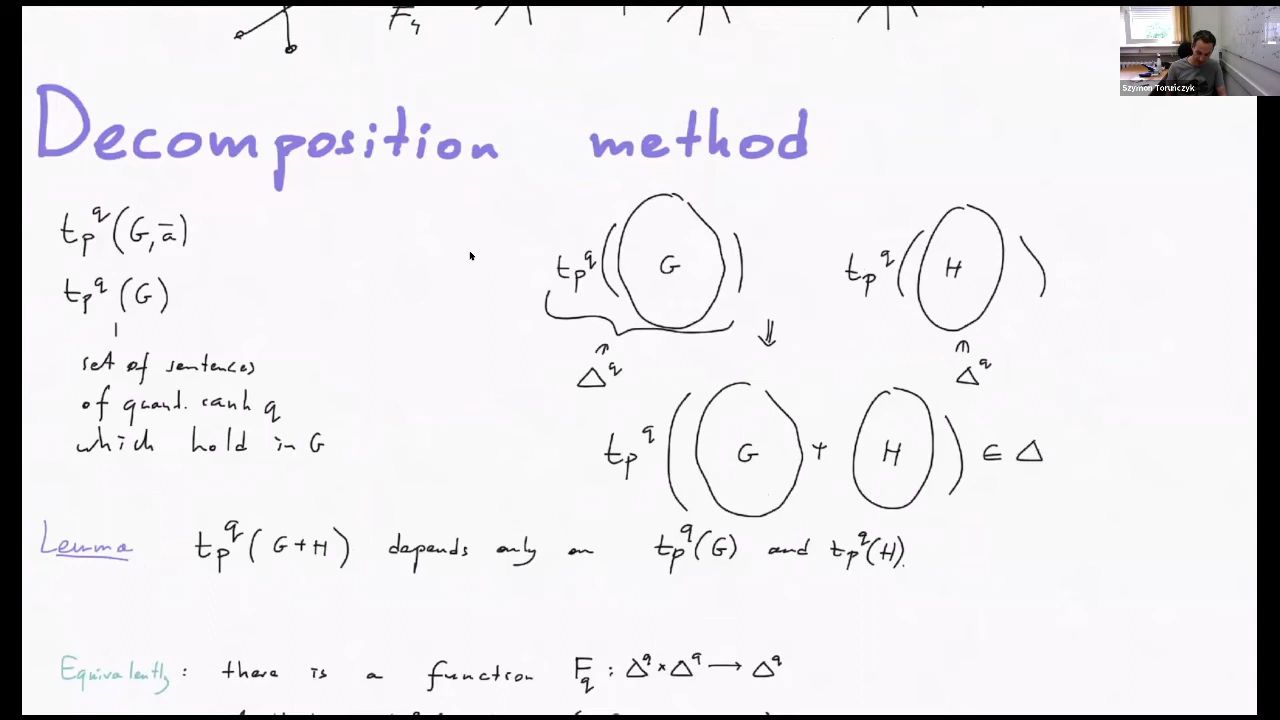 F₄
Szymon Toruńczyk
Decomposition method
tp^q(G, ā)
tp^q(G)
set of sentences
of quant. rank q
which hold in G
tp^q( G ) tp^q( H )
Δ^q ⇓ Δ^q
tp^q( G + H ) ∈ Δ
Lemma tp^q(G+H) depends only on tp^q(G) and tp^q(H).
Equivalently: there is a function F_q : Δ^q × Δ^q → Δ^q